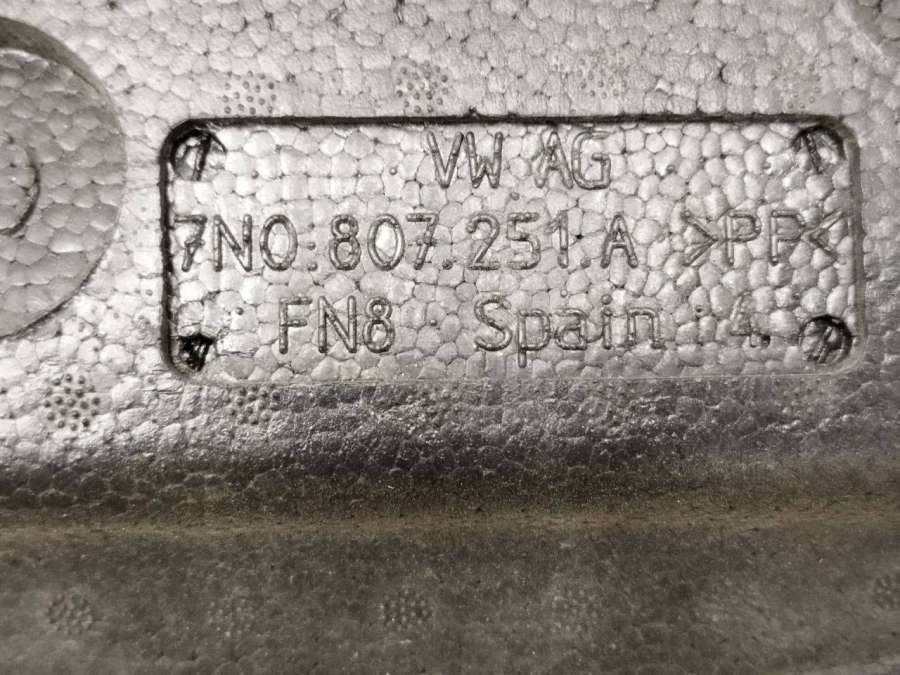 VW AG
7N0.807.251.A >PP<
FN8 Spain 4